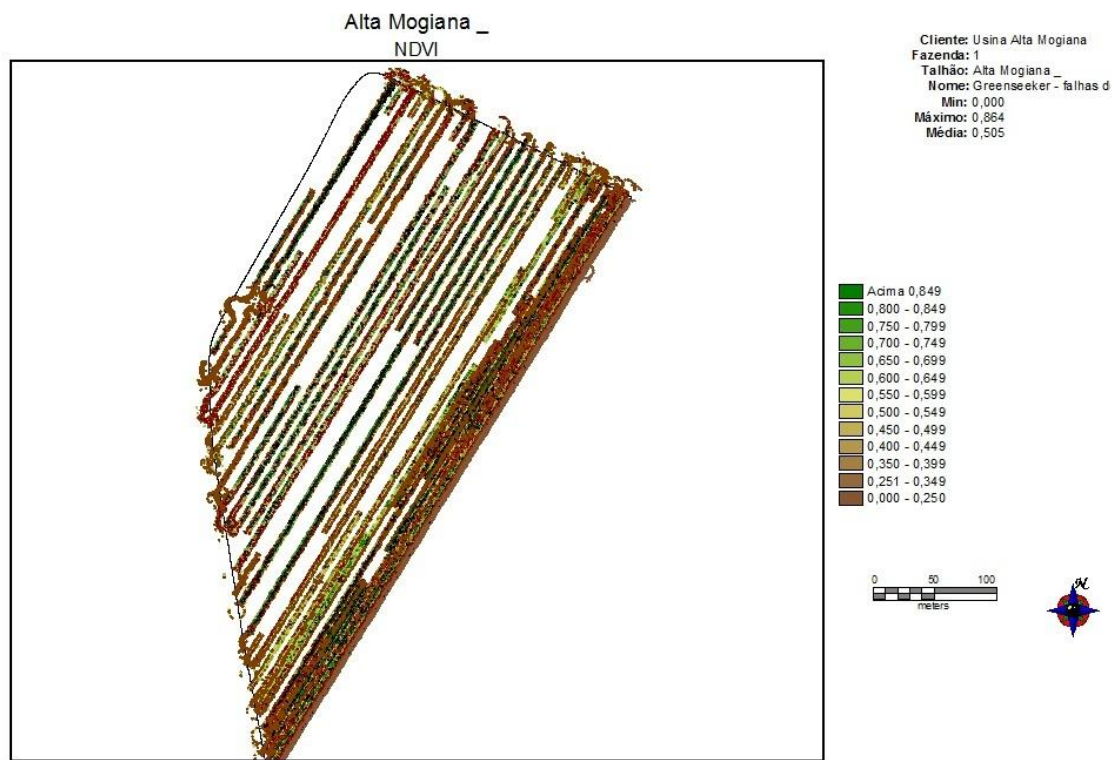 Alta Mogiana _
NDVI
Cliente: Usina Alta Mogiana
Fazenda: 1
Talhão: Alta Mogiana _
Nome: Greenseeker - falhas d
Min: 0,000
Máximo: 0,864
Média: 0,505
Acima 0,849
0,800 - 0,849
0,750 - 0,799
0,700 - 0,749
0,650 - 0,699
0,600 - 0,649
0,550 - 0,599
0,500 - 0,549
0,450 - 0,499
0,400 - 0,449
0,350 - 0,399
0,251 - 0,349
0,000 - 0,250
0 50 100
meters
N